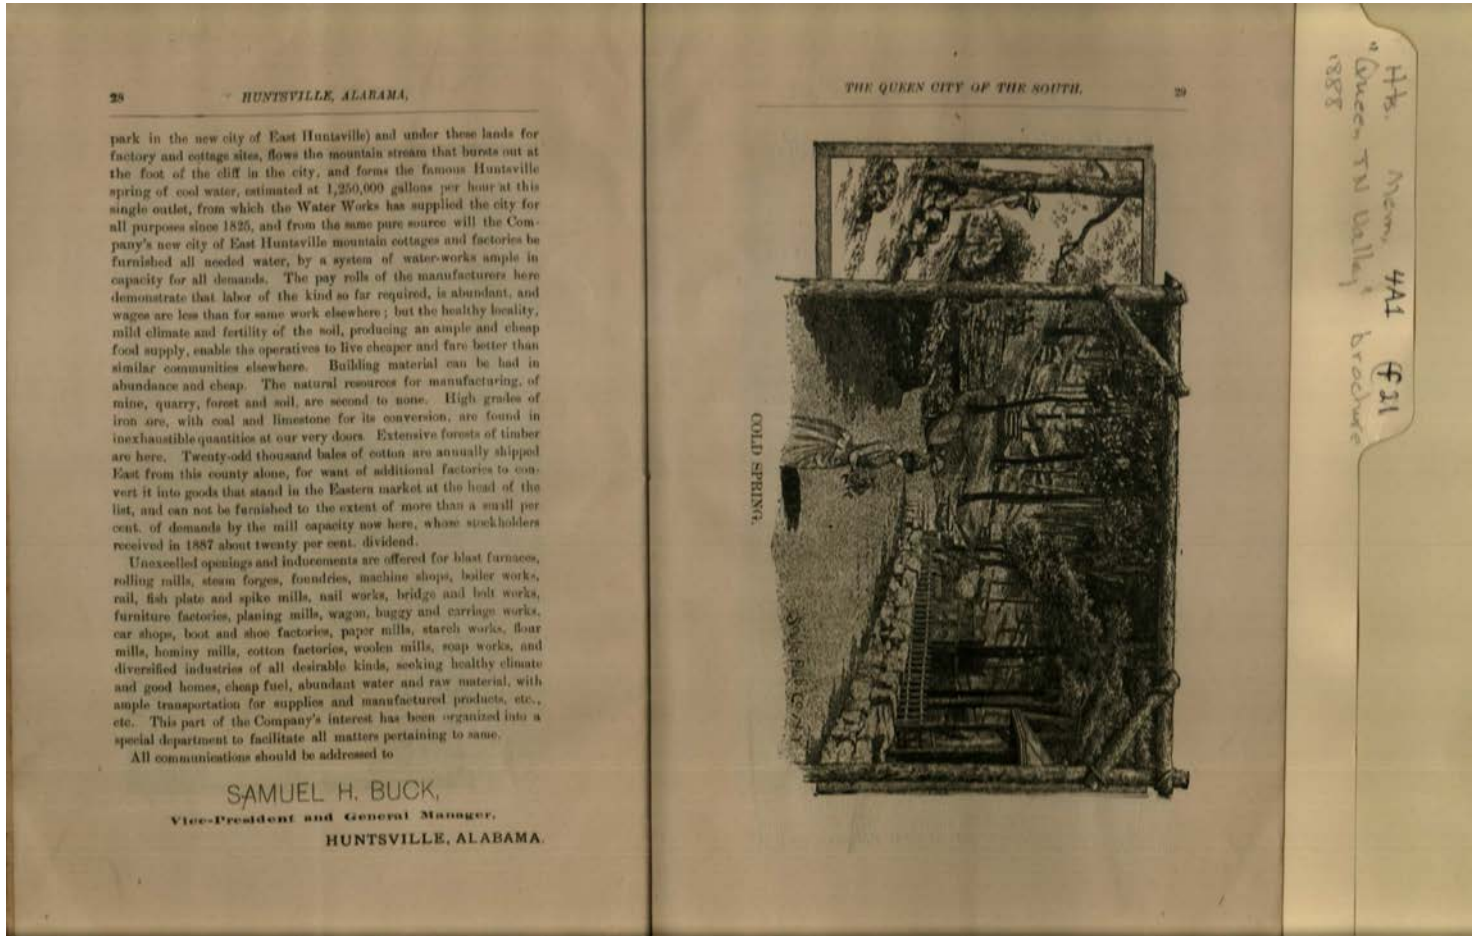 28 HUNTSVILLE, ALABAMA,
park in the new city of East Huntsville) and under these lands for
factory and cottage sites, flows the mountain stream that bursts out at
the foot of the cliff in the city, and forms the famous Huntsville
spring of cool water, estimated at 1,250,000 gallons per hour at this
single outlet, from which the Water Works has supplied the city for
all purposes since 1825, and from the same pure source will the Com-
pany's new city of East Huntsville mountain cottages and factories be
furnished all needed water, by a system of water-works ample in
capacity for all demands. The pay rolls of the manufacturers here
demonstrate that labor of the kind so far required, is abundant, and
wages are less than for same work elsewhere; but the healthy locality,
mild climate and fertility of the soil, producing an ample and cheap
food supply, enable the operatives to live cheaper and fare better than
similar communities elsewhere. Building material can be had in
abundance and cheap. The natural resources for manufacturing, of
mine, quarry, forest and soil, are second to none. High grades of
iron ore, with coal and limestone for its conversion, are found in
inexhaustible quantities at our very doors. Extensive forests of timber
are here. Twenty-odd thousand bales of cotton are annually shipped
East from this county alone, for want of additional factories to con-
vert it into goods that stand in the Eastern market at the head of the
list, and can not be furnished to the extent of more than a small per
cent. of demands by the mill capacity now here, whose stockholders
received in 1887 about twenty per cent. dividend.
Unexcelled openings and inducements are offered for blast furnaces,
rolling mills, steam forges, foundries, machine shops, boiler works,
rail, fish plate and spike mills, nail works, bridge and bolt works,
furniture factories, planing mills, wagon, buggy and carriage works,
car shops, boot and shoe factories, paper mills, starch works, flour
mills, hominy mills, cotton factories, woolen mills, soap works, and
diversified industries of all desirable kinds, seeking healthy climate
and good homes, cheap fuel, abundant water and raw material, with
ample transportation for supplies and manufactured products, etc.,
etc. This part of the Company's interest has been organized into a
special department to facilitate all matters pertaining to same.
All communications should be addressed to
SAMUEL H. BUCK,
Vice-President and General Manager,
HUNTSVILLE, ALABAMA.
THE QUEEN CITY OF THE SOUTH. 29
COLD SPRING.
Hts. Mem. 4A1 ff 21
"Queen TN Valley" brochure
1888